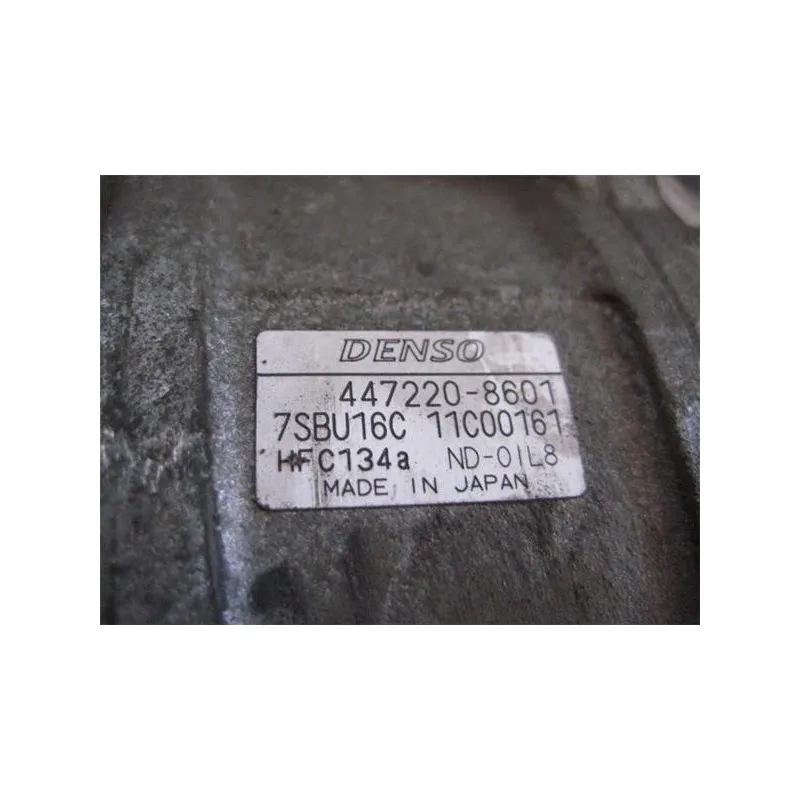 DENSO
447220-8601
7SBU16C 11C00161
HFC134a ND-OIL8
MADE IN JAPAN